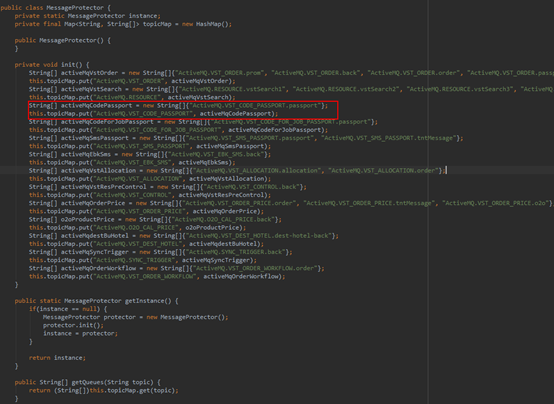 public class MessageProtector {
private static MessageProtector instance;
private final Map<String, String[]> topicMap = new HashMap();
public MessageProtector() {
}
private void init() {
String[] activeMqVstOrder = new String[]{"ActiveMQ.VST_ORDER.prom", "ActiveMQ.VST_ORDER.back", "ActiveMQ.VST_ORDER.order", "ActiveMQ.VST_ORDER.passp
this.topicMap.put("ActiveMQ.VST_ORDER", activeMqVstOrder);
String[] activeMqVstSearch = new String[]{"ActiveMQ.RESOURCE.vstSearch1", "ActiveMQ.RESOURCE.vstSearch2", "ActiveMQ.RESOURCE.vstSearch3",
this.topicMap.put("ActiveMQ.RESOURCE", activeMqVstSearch);
String[] activeMqCodePassport = new String[]{"ActiveMQ.VST_CODE_PASSPORT.passport"};
this.topicMap.put("ActiveMQ.VST_CODE_PASSPORT", activeMqCodePassport);
String[] activeMqCodeForJobPassport = new String[]{"ActiveMQ.VST_CODE_FOR_JOB_PASSPORT.passport"};
this.topicMap.put("ActiveMQ.VST_CODE_FOR_JOB_PASSPORT", activeMqCodeForJobPassport);
String[] activeMqSmsPassport = new String[]{"ActiveMQ.VST_SMS_PASSPORT.passport", "ActiveMQ.VST_SMS_PASSPORT.tntMessage"};
this.topicMap.put("ActiveMQ.VST_SMS_PASSPORT", activeMqSmsPassport);
String[] activeMqEbkSms = new String[]{"ActiveMQ.VST_EBK_SMS.back"};
this.topicMap.put("ActiveMQ.VST_EBK_SMS", activeMqEbkSms);
String[] activeMqVstAllocation = new String[]{"ActiveMQ.VST_ALLOCATION.allocation", "ActiveMQ.VST_ALLOCATION.order"};
this.topicMap.put("ActiveMQ.VST_ALLOCATION", activeMqVstAllocation);
String[] activeMqVstResPreControl = new String[]{"ActiveMQ.VST_CONTROL.back"};
this.topicMap.put("ActiveMQ.VST_CONTROL", activeMqVstResPreControl);
String[] activeMqOrderPrice = new String[]{"ActiveMQ.VST_ORDER_PRICE.order", "ActiveMQ.VST_ORDER_PRICE.tntMessage", "ActiveMQ.VST_ORDER_PRICE.o2o"}
this.topicMap.put("ActiveMQ.VST_ORDER_PRICE", activeMqOrderPrice);
String[] o2oProductPrice = new String[]{"ActiveMQ.O2O_CAL_PRICE.back"};
this.topicMap.put("ActiveMQ.O2O_CAL_PRICE", o2oProductPrice);
String[] activeMqdestBuHotel = new String[]{"ActiveMQ.VST_DEST_HOTEL.dest-hotel-back"};
this.topicMap.put("ActiveMQ.VST_DEST_HOTEL", activeMqdestBuHotel);
String[] activeMqSyncTrigger = new String[]{"ActiveMQ.SYNC_TRIGGER.back"};
this.topicMap.put("ActiveMQ.SYNC_TRIGGER", activeMqSyncTrigger);
String[] activeMqOrderWorkflow = new String[]{"ActiveMQ.VST_ORDER_WORKFLOW.order"};
this.topicMap.put("ActiveMQ.VST_ORDER_WORKFLOW", activeMqOrderWorkflow);
}
public static MessageProtector getInstance() {
if(instance == null) {
MessageProtector protector = new MessageProtector();
protector.init();
instance = protector;
}
return instance;
}
public String[] getQueues(String topic) {
return (String[])this.topicMap.get(topic);
}